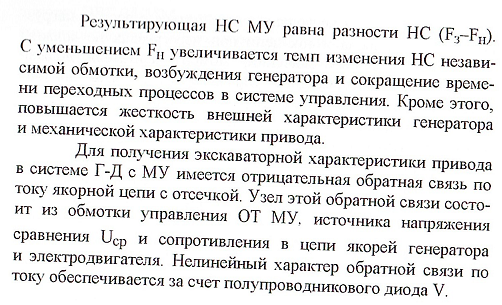 Результирующая НС МУ равна разности НС (Fз–Fн).
С уменьшением Fн увеличивается темп изменения НС незави-
симой обмотки, возбуждения генератора и сокращение време-
ни переходных процессов в системе управления. Кроме этого,
повышается жесткость внешней характеристики генератора
и механической характеристики привода.
Для получения экскаваторной характеристики привода
в системе Г-Д с МУ имеется отрицательная обратная связь по
току якорной цепи с отсечкой. Узел этой обратной связи состо-
ит из обмотки управления ОТ МУ, источника напряжения
сравнения Uср и сопротивления в цепи якорей генератора
и электродвигателя. Нелинейный характер обратной связи по
току обеспечивается за счет полупроводникового диода V.